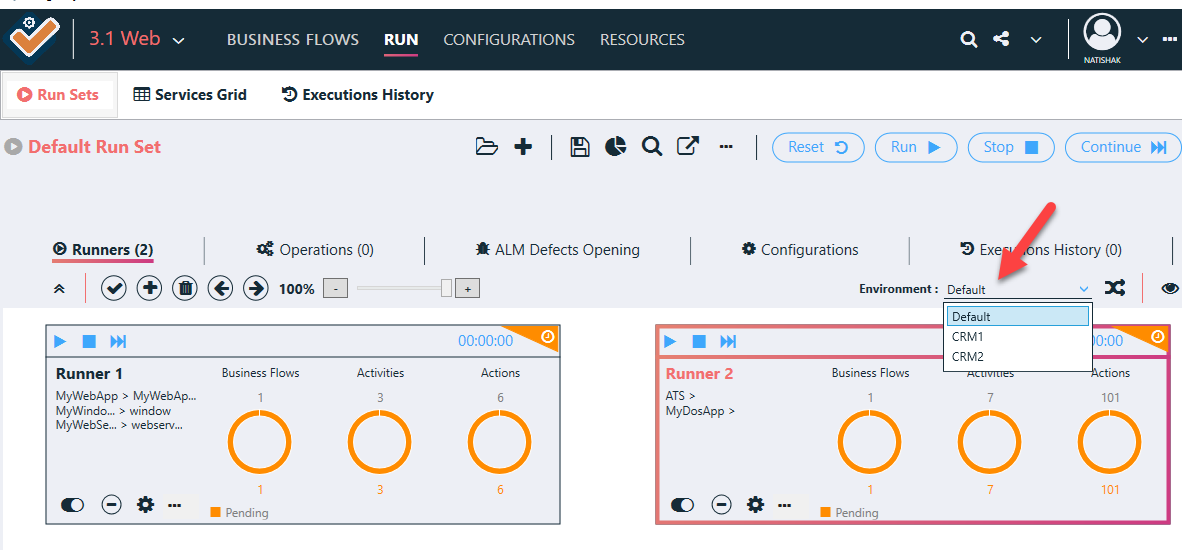 3.1 Web BUSINESS FLOWS RUN CONFIGURATIONS RESOURCES
NATISHAK
Run Sets Services Grid Executions History
Default Run Set Reset Run Stop Continue
Runners (2) Operations (0) ALM Defects Opening Configurations Executions History (0)
100% - + Environment : Default
Default
CRM1
CRM2
00:00:00 00:00
Runner 1 Business Flows Activities Actions Runner 2 Business Flows Activities Actions
MyWebApp > MyWebAp... 1 3 6 ATS > 1 7 101
MyWindo... > window MyDosApp >
MyWebSe... > webserv...
1 3 6 1 7 101
Pending Pending